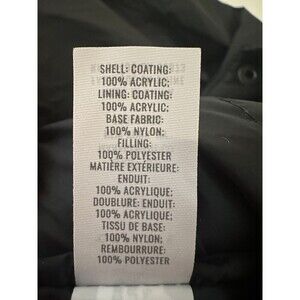 SHELL: COATING:
100% ACRYLIC;
LINING: COATING:
100% ACRYLIC:
BASE FABRIC:
100% NYLON;
FILLING:
100% POLYESTER
MATIÈRE EXTÉRIEURE:
ENDUIT:
100% ACRYLIQUE;
DOUBLURE: ENDUIT:
100% ACRYLIQUE;
TISSU DE BASE:
100% NYLON;
REMBOURRURE:
100% POLYESTER